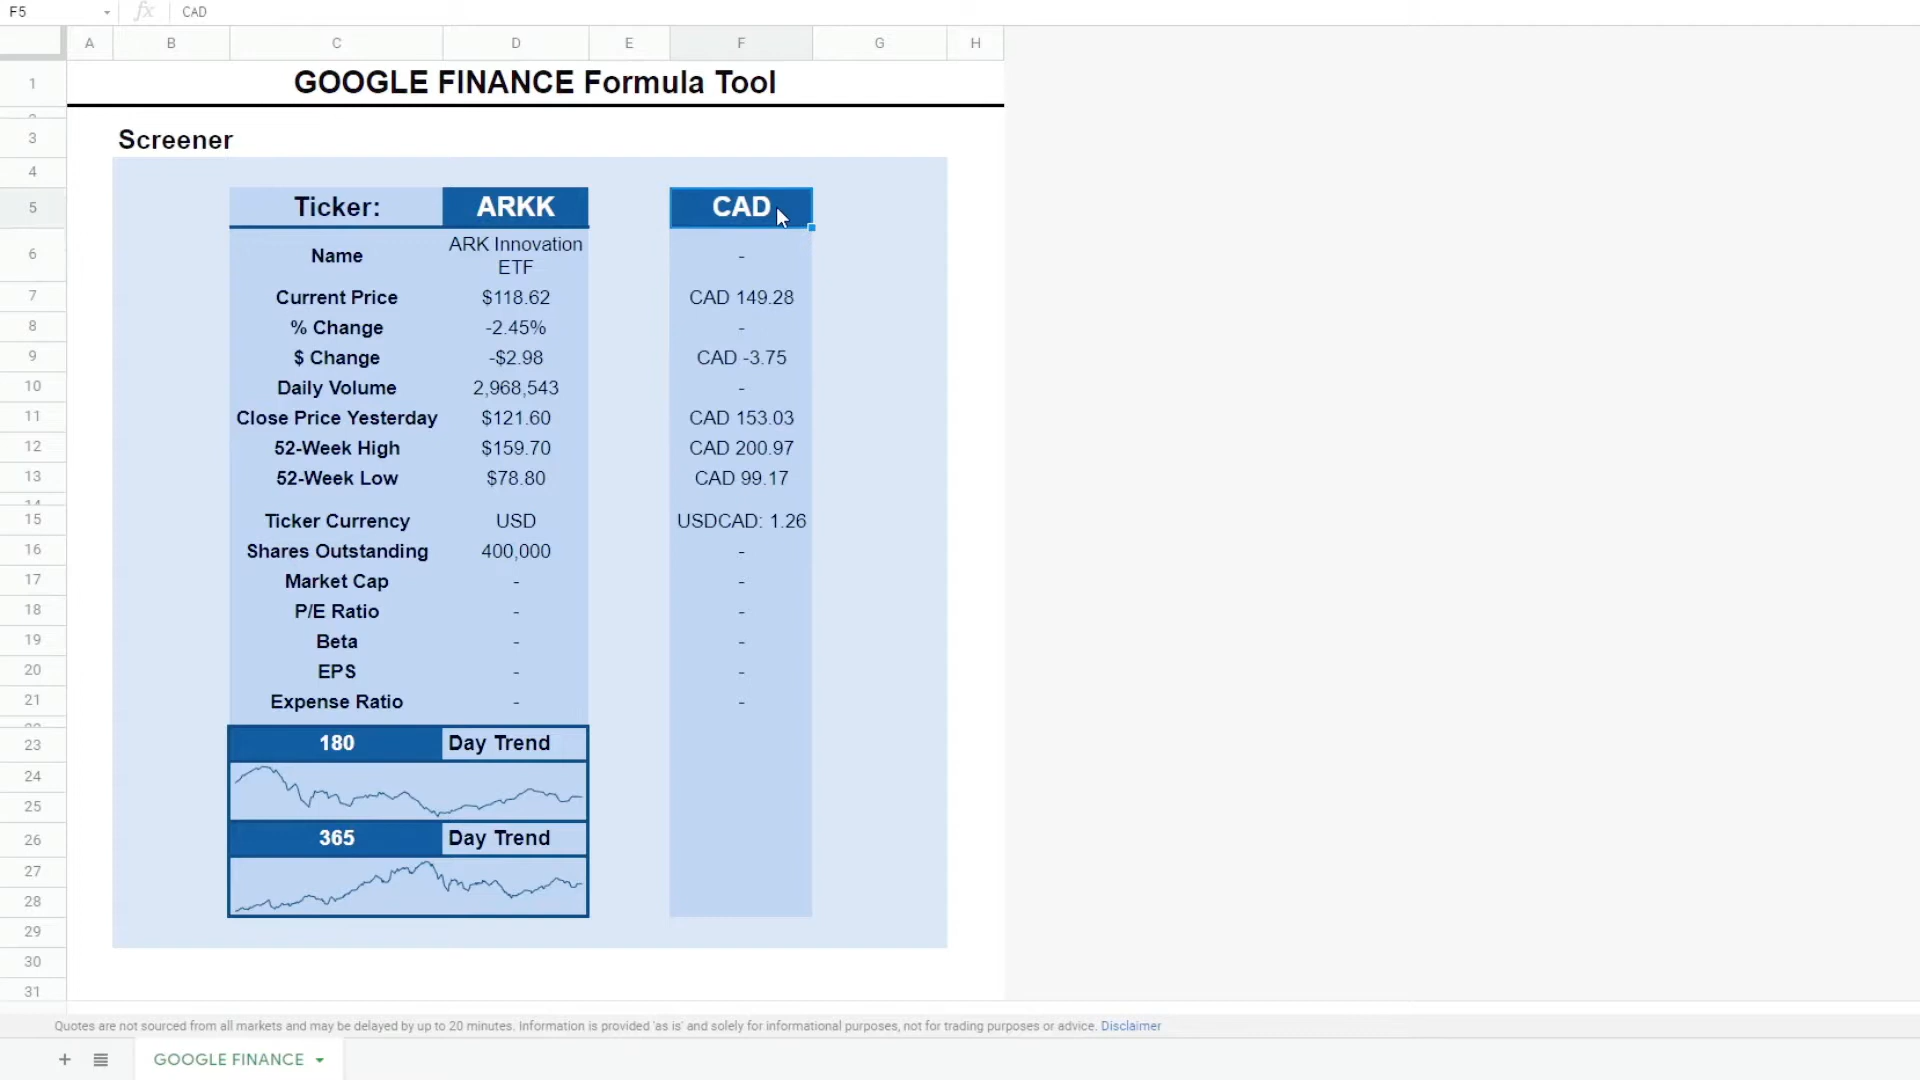 F5 fx CAD
A B C D E F G H
1 GOOGLE FINANCE Formula Tool
3 Screener
4
5 Ticker: ARKK CAD
6 Name ARK Innovation ETF -
7 Current Price $118.62 CAD 149.28
8 % Change -2.45% -
9 $ Change -$2.98 CAD -3.75
10 Daily Volume 2,968,543 -
11 Close Price Yesterday $121.60 CAD 153.03
12 52-Week High $159.70 CAD 200.97
13 52-Week Low $78.80 CAD 99.17
15 Ticker Currency USD USDCAD: 1.26
16 Shares Outstanding 400,000 -
17 Market Cap - -
18 P/E Ratio - -
19 Beta - -
20 EPS - -
21 Expense Ratio - -
23 180 Day Trend
24
25
26 365 Day Trend
27
28
29
30
31
Quotes are not sourced from all markets and may be delayed by up to 20 minutes. Information is provided 'as is' and solely for informational purposes, not for trading purposes or advice. Disclaimer
+ GOOGLE FINANCE